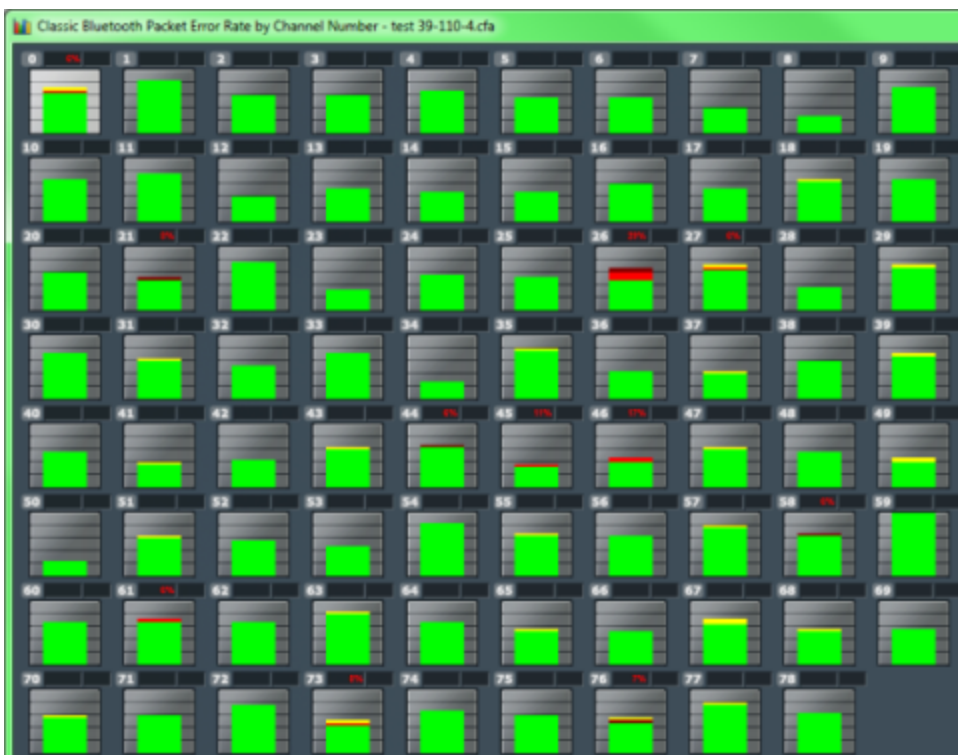 Classic Bluetooth Packet Error Rate by Channel Number - test 39-110-4.cfa
0 1 2 3 4 5 6 7 8 9
10 11 12 13 14 15 16 17 18 19
20 21 22 23 24 25 26 27 28 29
30 31 32 33 34 35 36 37 38 39
40 41 42 43 44 45 46 47 48 49
50 51 52 53 54 55 56 57 58 59
60 61 62 63 64 65 66 67 68 69
70 71 72 73 74 75 76 77 78